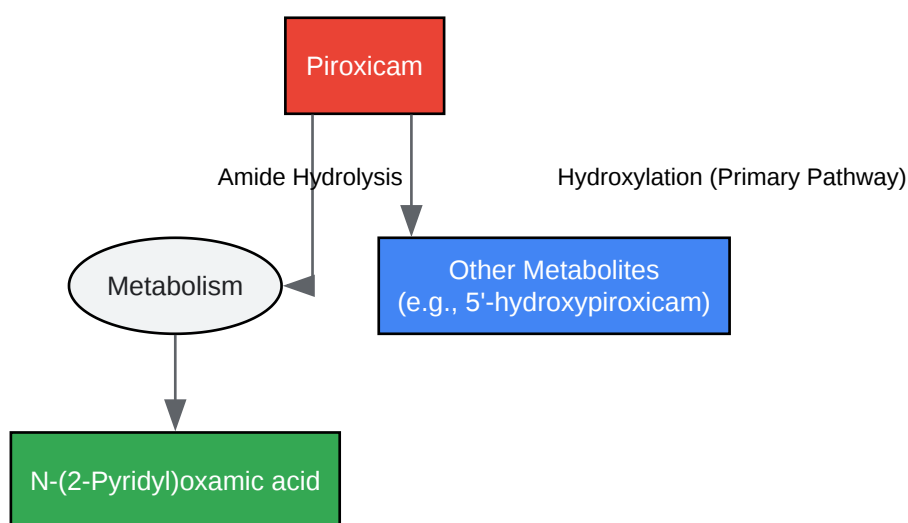 Piroxicam
Amide Hydrolysis
Hydroxylation (Primary Pathway)
Metabolism
Other Metabolites
(e.g., 5'-hydroxypiroxicam)
N-(2-Pyridyl)oxamic acid